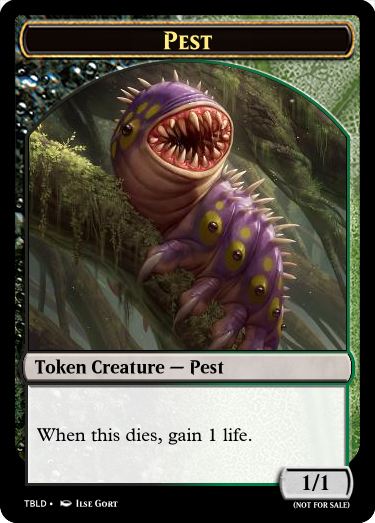 Pest
Token Creature — Pest
When this dies, gain 1 life.
1/1
TBLD • Ilse Gort
(NOT FOR SALE)